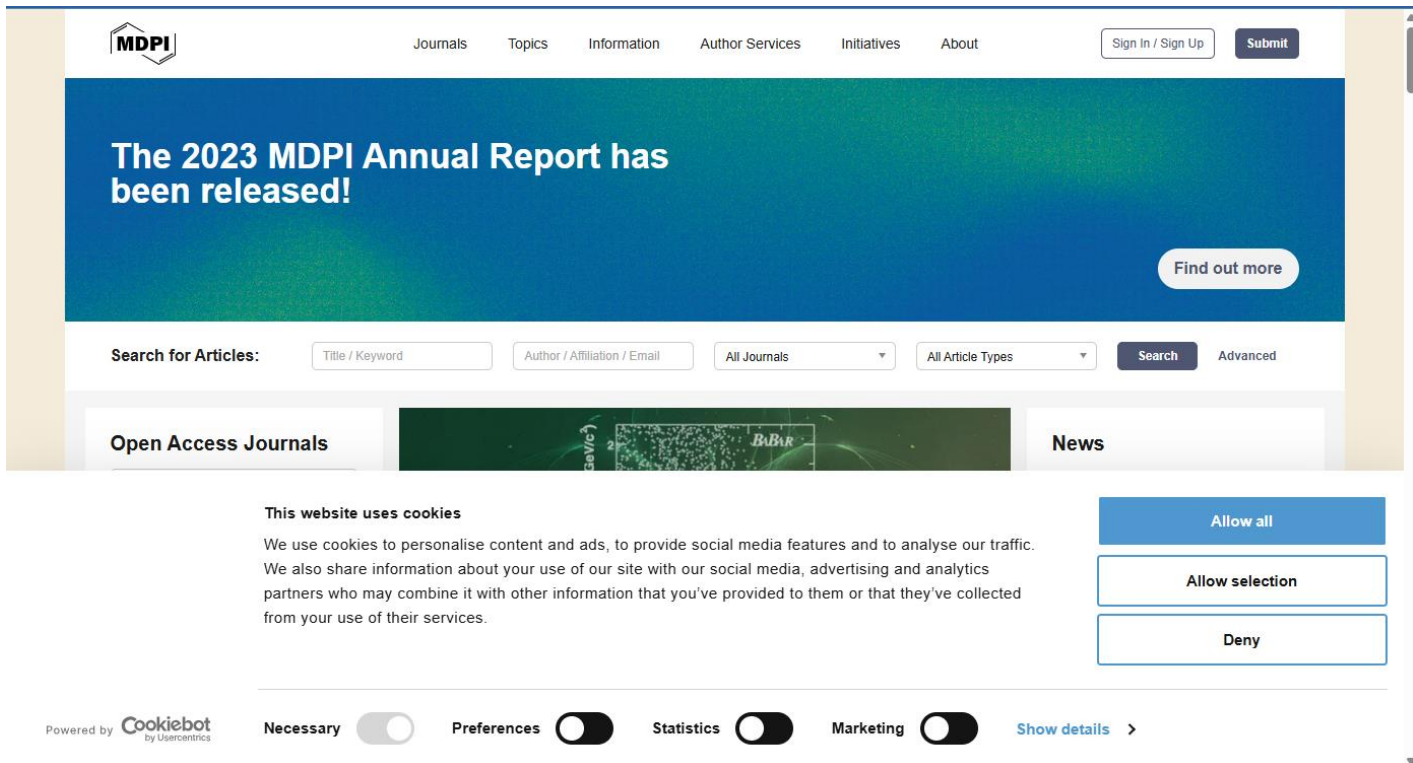 MDPI
Journals Topics Information Author Services Initiatives About Sign In / Sign Up Submit
The 2023 MDPI Annual Report has
been released!
Find out more
Search for Articles: Title / Keyword Author / Affiliation / Email All Journals All Article Types Search Advanced
Open Access Journals
GeV/c²)
2
BABAR
News
This website uses cookies
We use cookies to personalise content and ads, to provide social media features and to analyse our traffic.
We also share information about your use of our site with our social media, advertising and analytics
partners who may combine it with other information that you've provided to them or that they've collected
from your use of their services.
Allow all
Allow selection
Deny
Powered by Cookiebot
by Usercentrics
Necessary Preferences Statistics Marketing Show details